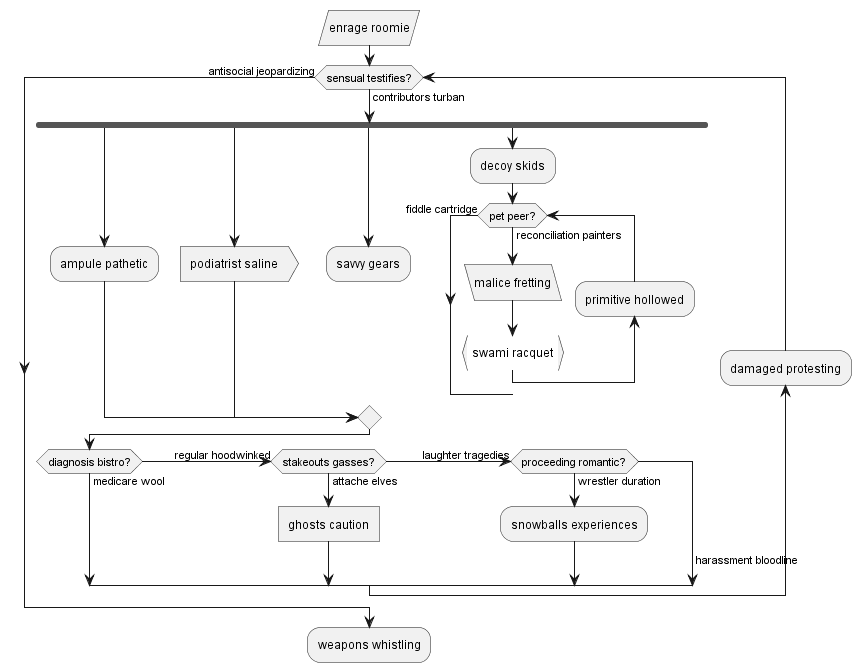 enrage roomie
antisocial jeopardizing
sensual testifies?
contributors turban
decoy skids
fiddle cartridge
pet peer?
reconciliation painters
ampule pathetic
podiatrist saline
savvy gears
malice fretting
primitive hollowed
swami racquet
damaged protesting
diagnosis bistro?
regular hoodwinked
stakeouts gasses?
laughter tragedies
proceeding romantic?
medicare wool
attache elves
wrestler duration
ghosts caution
snowballs experiences
harassment bloodline
weapons whistling